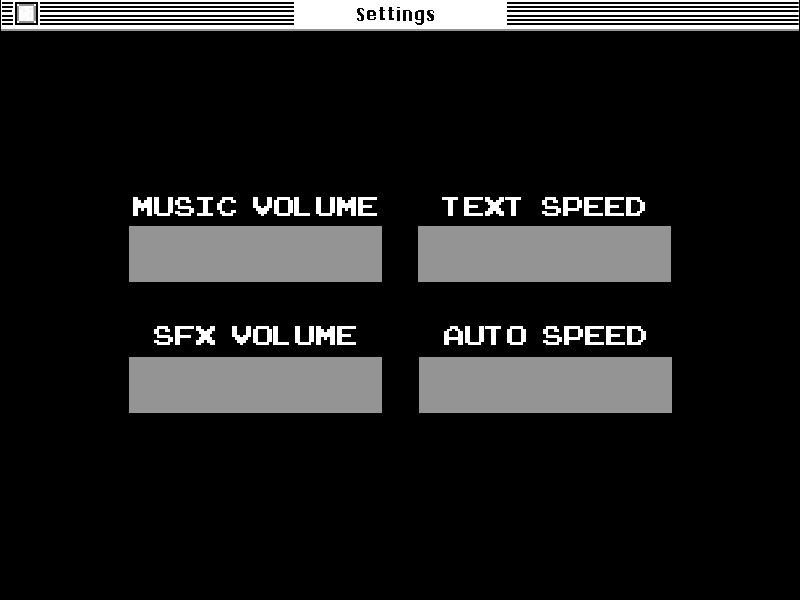 Settings
MUSIC VOLUME
TEXT SPEED
SFX VOLUME
AUTO SPEED